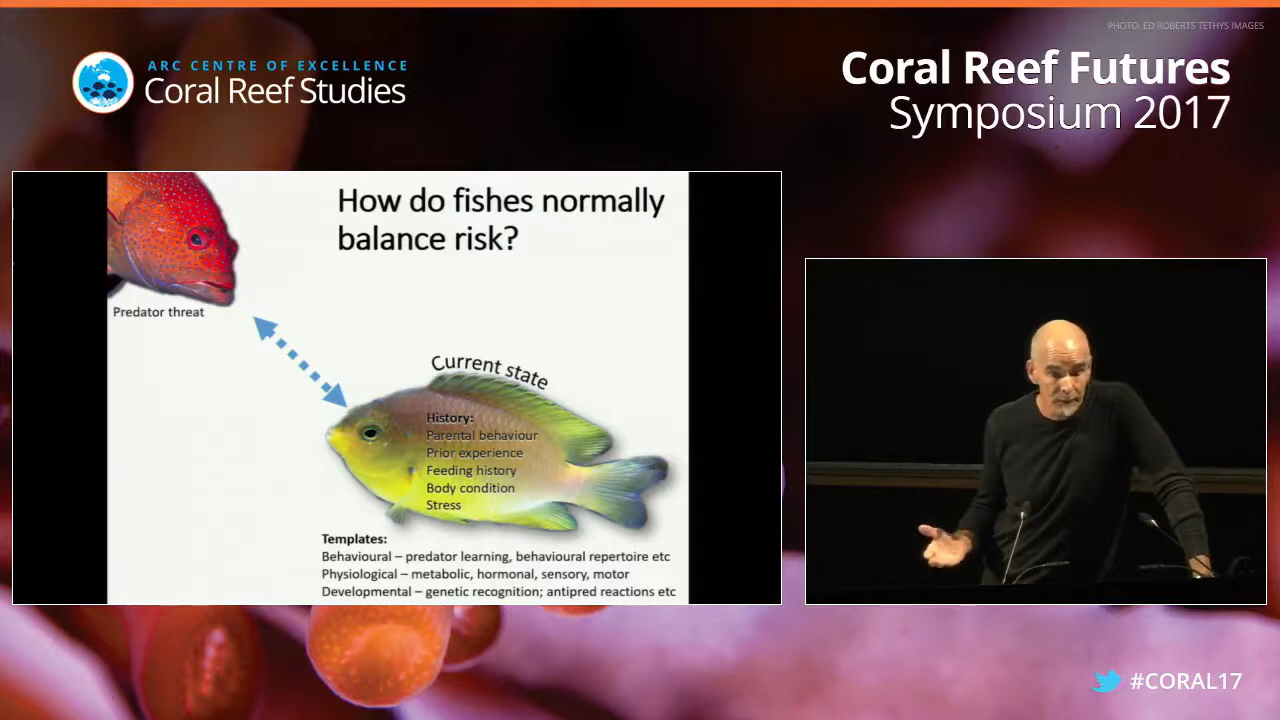 PHOTO: ED ROBERTS TETHYS IMAGES
ARC CENTRE OF EXCELLENCE
Coral Reef Studies
Coral Reef Futures
Symposium 2017
How do fishes normally
balance risk?
Predator threat
Current state
History:
Parental behaviour
Prior experience
Feeding history
Body condition
Stress
Templates:
Behavioural – predator learning, behavioural repertoire etc
Physiological – metabolic, hormonal, sensory, motor
Developmental – genetic recognition; antipred reactions etc
#CORAL17